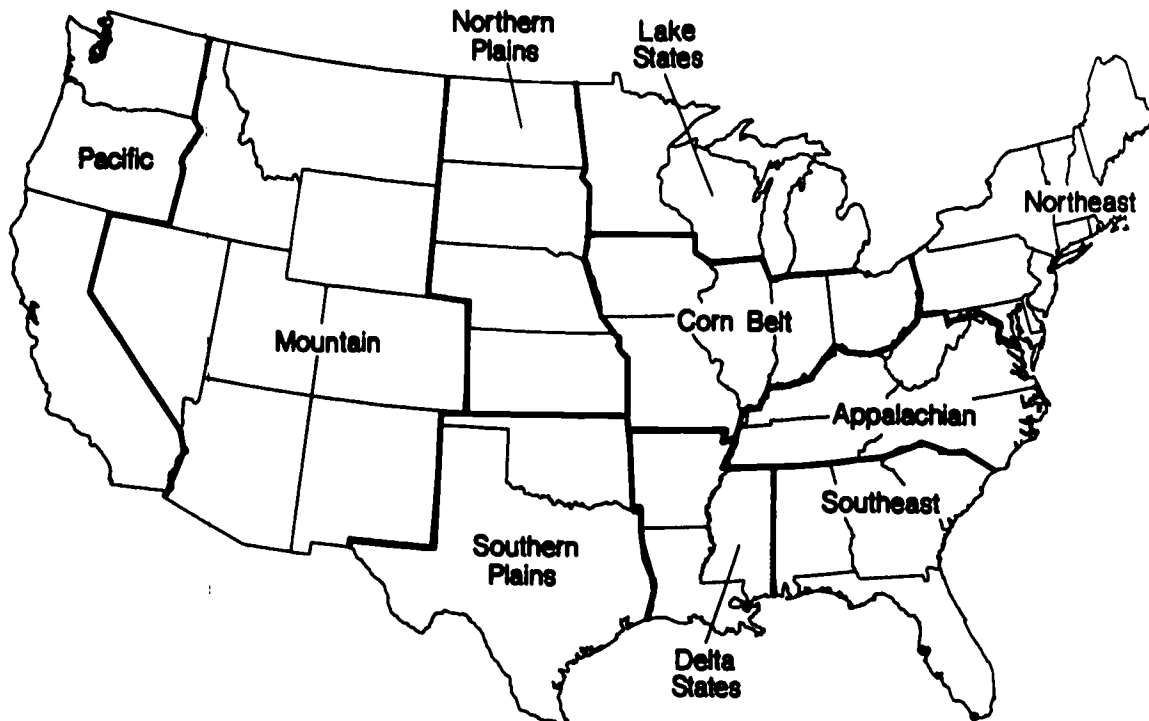 Northern
Plains
Lake
States
Pacific
Northeast
Corn Belt
Mountain
Appalachian
Southeast
Southern
Plains
Delta
States